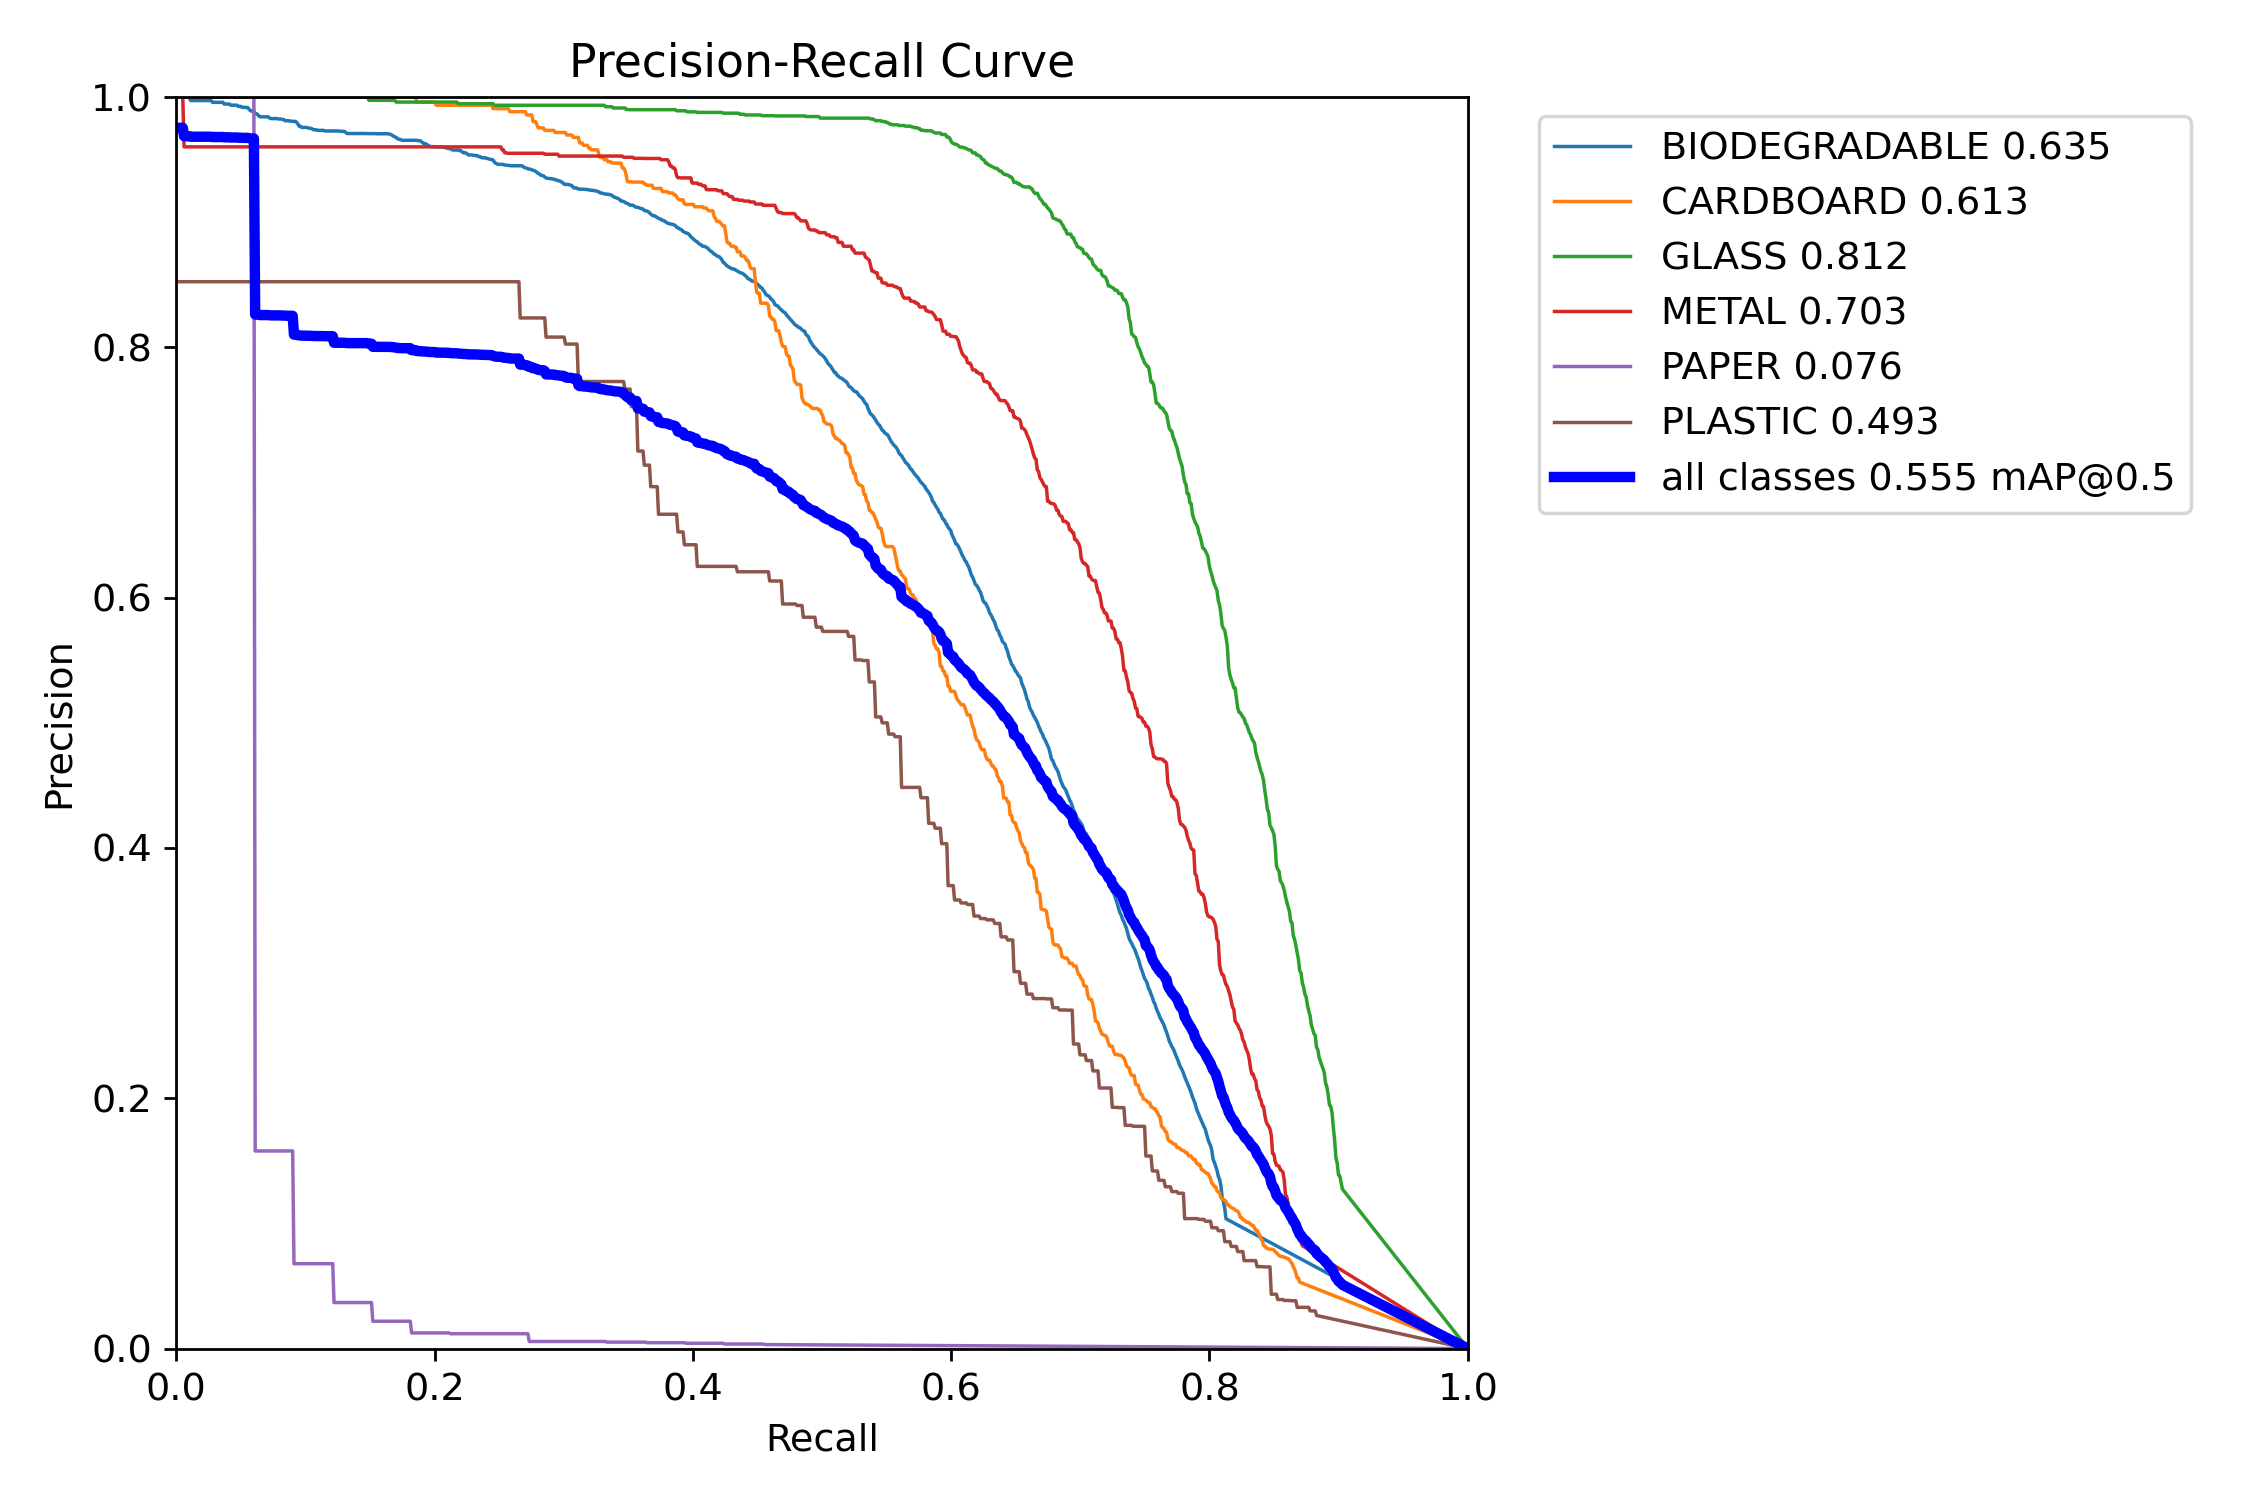 Precision-Recall Curve
1.0
0.8
0.6
0.4
0.2
0.0
Precision
0.0 0.2 0.4 0.6 0.8 1.0
Recall
BIODEGRADABLE 0.635
CARDBOARD 0.613
GLASS 0.812
METAL 0.703
PAPER 0.076
PLASTIC 0.493
all classes 0.555 mAP@0.5